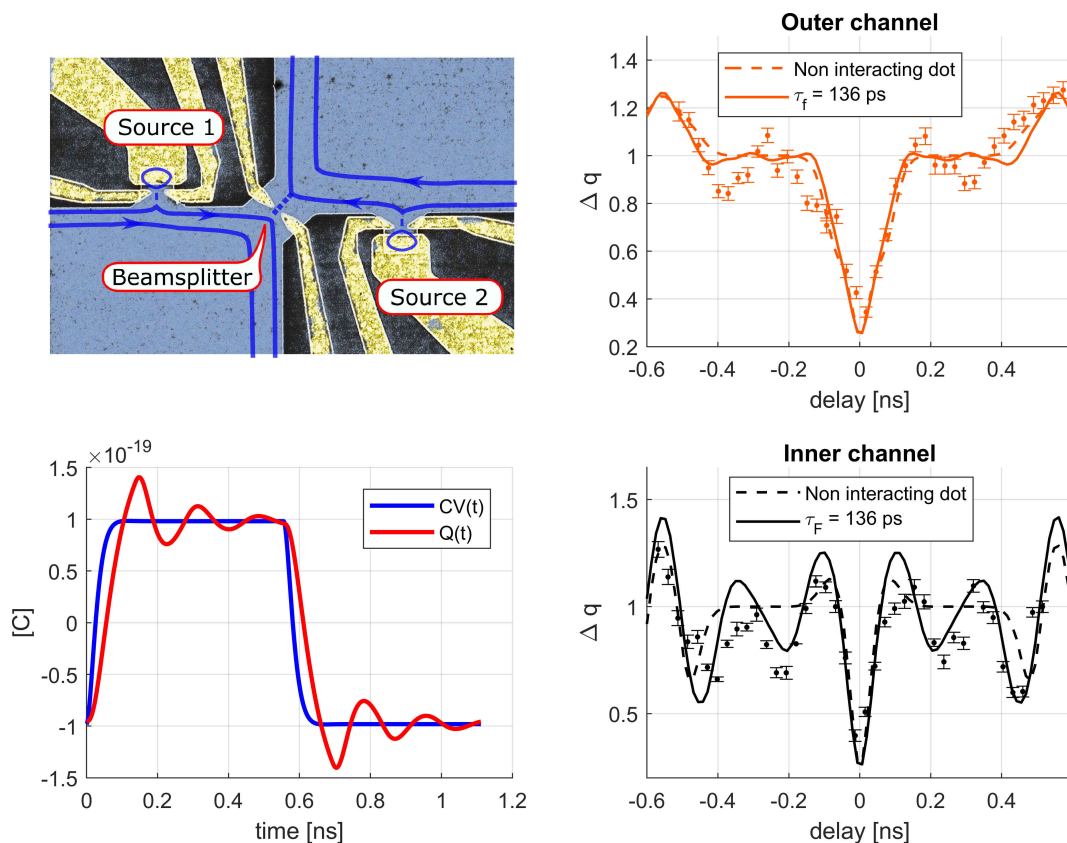 Source 1
Beamsplitter
Source 2
Outer channel
1.4
1.2
1
0.8
0.6
0.4
0.2
Δ q
Non interacting dot
τf = 136 ps
-0.6
-0.4
-0.2
0
0.2
0.4
delay [ns]
×10-19
1.5
1
0.5
0
-0.5
-1
-1.5
[C]
CV(t)
Q(t)
0
0.2
0.4
0.6
0.8
1
1.2
time [ns]
Inner channel
1.5
1
0.5
Δ q
Non interacting dot
τF = 136 ps
-0.6
-0.4
-0.2
0
0.2
0.4
delay [ns]